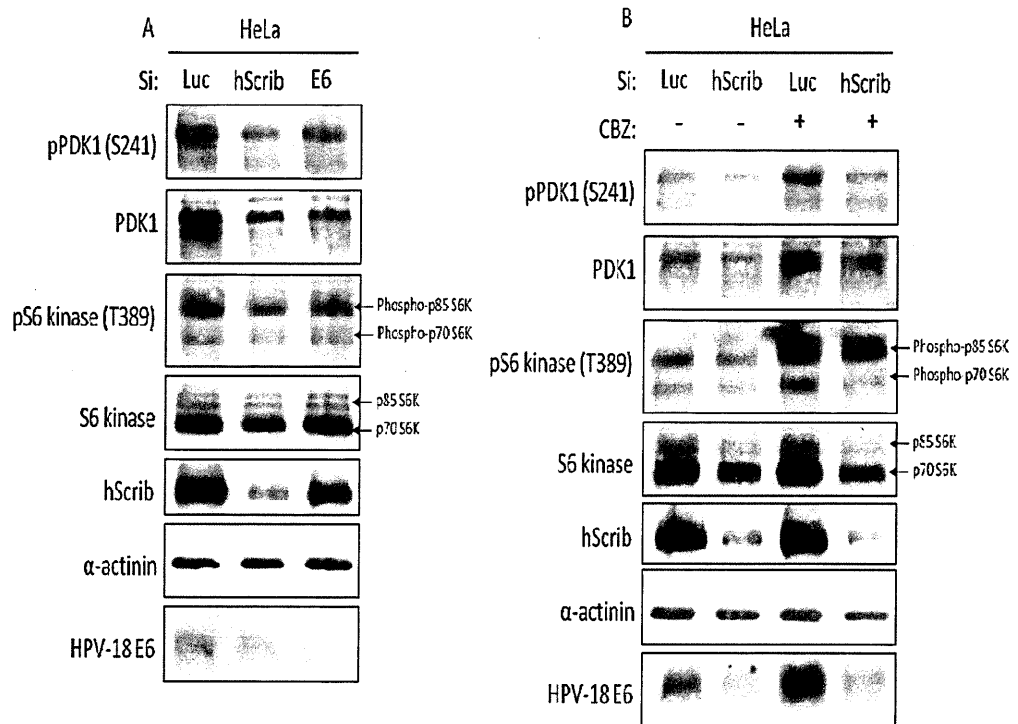 A
HeLa
Si: Luc hScrib E6
pPDK1 (S241)
PDK1
pS6 kinase (T389)
Phospho-p85 S6K
Phospho-p70 S6K
S6 kinase
p85 S6K
p70 S6K
hScrib
α-actinin
HPV-18 E6
B
HeLa
Si: Luc hScrib Luc hScrib
CBZ: - - + +
pPDK1 (S241)
PDK1
pS6 kinase (T389)
Phospho-p85 S6K
Phospho-p70 S6K
S6 kinase
p85 S6K
p70 S6K
hScrib
α-actinin
HPV-18 E6